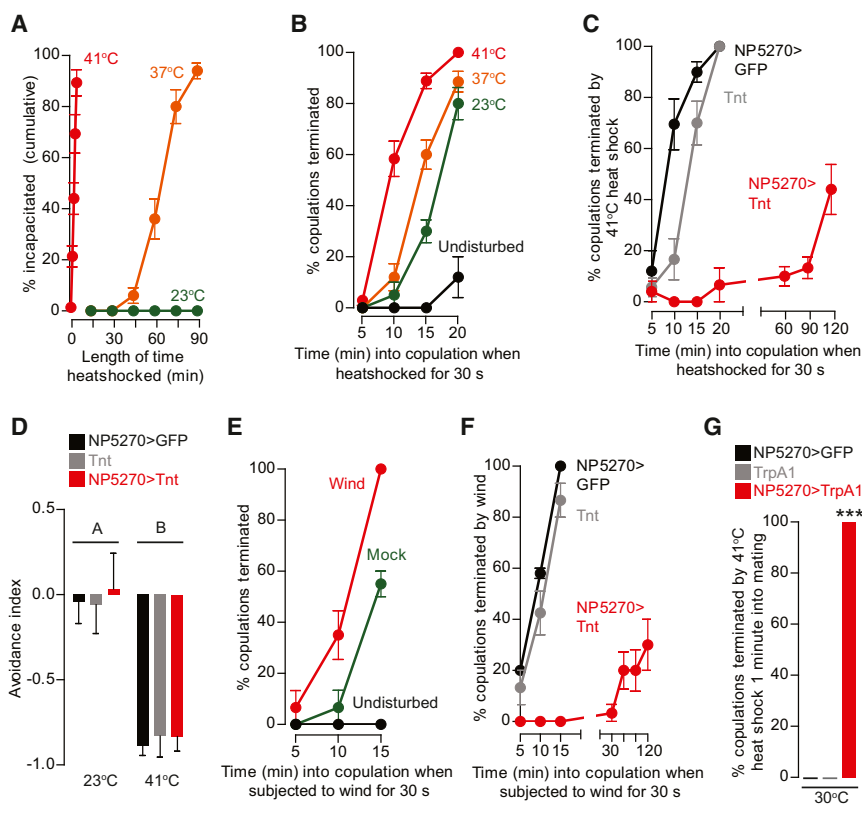 A
% incapacitated (cumulative)
100
80
60
40
20
0
41°C
37°C
23°C
0
30
60
90
Length of time
heatshocked (min)
B
% copulations terminated
100
80
60
40
20
0
41°C
37°C
23°C
Undisturbed
5
10
15
20
Time (min) into copulation when
heatshocked for 30 s
C
% copulations terminated by
41°C heat shock
100
80
60
40
20
0
NP5270>
GFP
Tnt
NP5270>
Tnt
5
10
15
20
60
90
120
Time (min) into copulation when
heatshocked for 30 s
D
NP5270>GFP
Tnt
NP5270>Tnt
Avoidance index
0.5
0.0
-0.5
-1.0
A
B
23°C
41°C
E
% copulations terminated
100
80
60
40
20
0
Wind
Mock
Undisturbed
5
10
15
Time (min) into copulation when
subjected to wind for 30 s
F
% copulations terminated by wind
100
80
60
40
20
0
NP5270>
GFP
Tnt
NP5270>
Tnt
5
10
15
30
120
Time (min) into copulation when
subjected to wind for 30 s
G
NP5270>GFP
TrpA1
NP5270>TrpA1
% copulations terminated by 41°C
heat shock 1 minute into mating
100
80
60
40
20
0
***
30°C